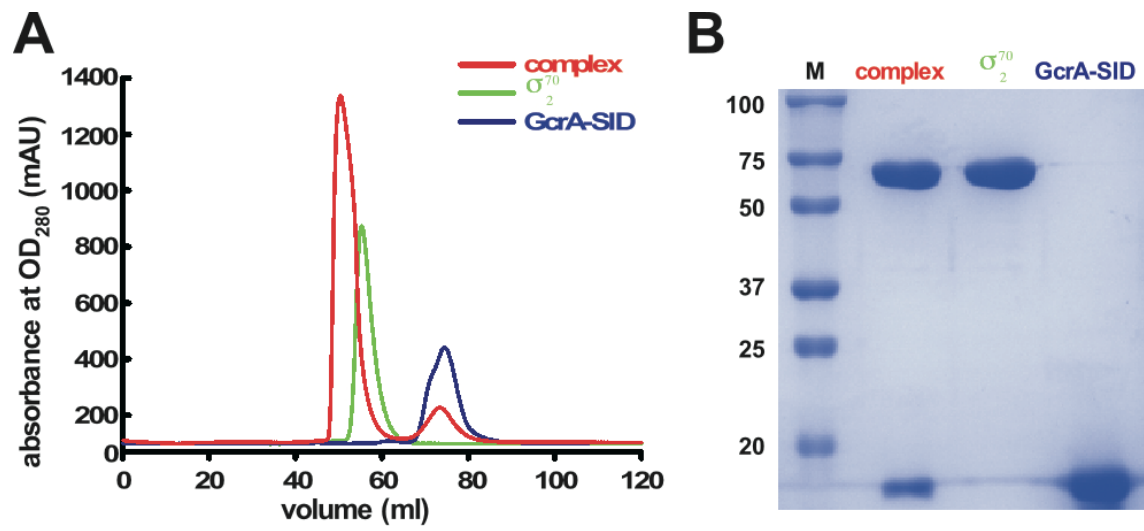 A
B
1400
1200
1000
800
600
400
200
0
absorbance at OD₂₈₀ (mAU)
0 20 40 60 80 100 120
volume (ml)
complex
σ⁷⁰₂
GcrA-SID
M complex σ⁷⁰₂ GcrA-SID
100
75
50
37
25
20